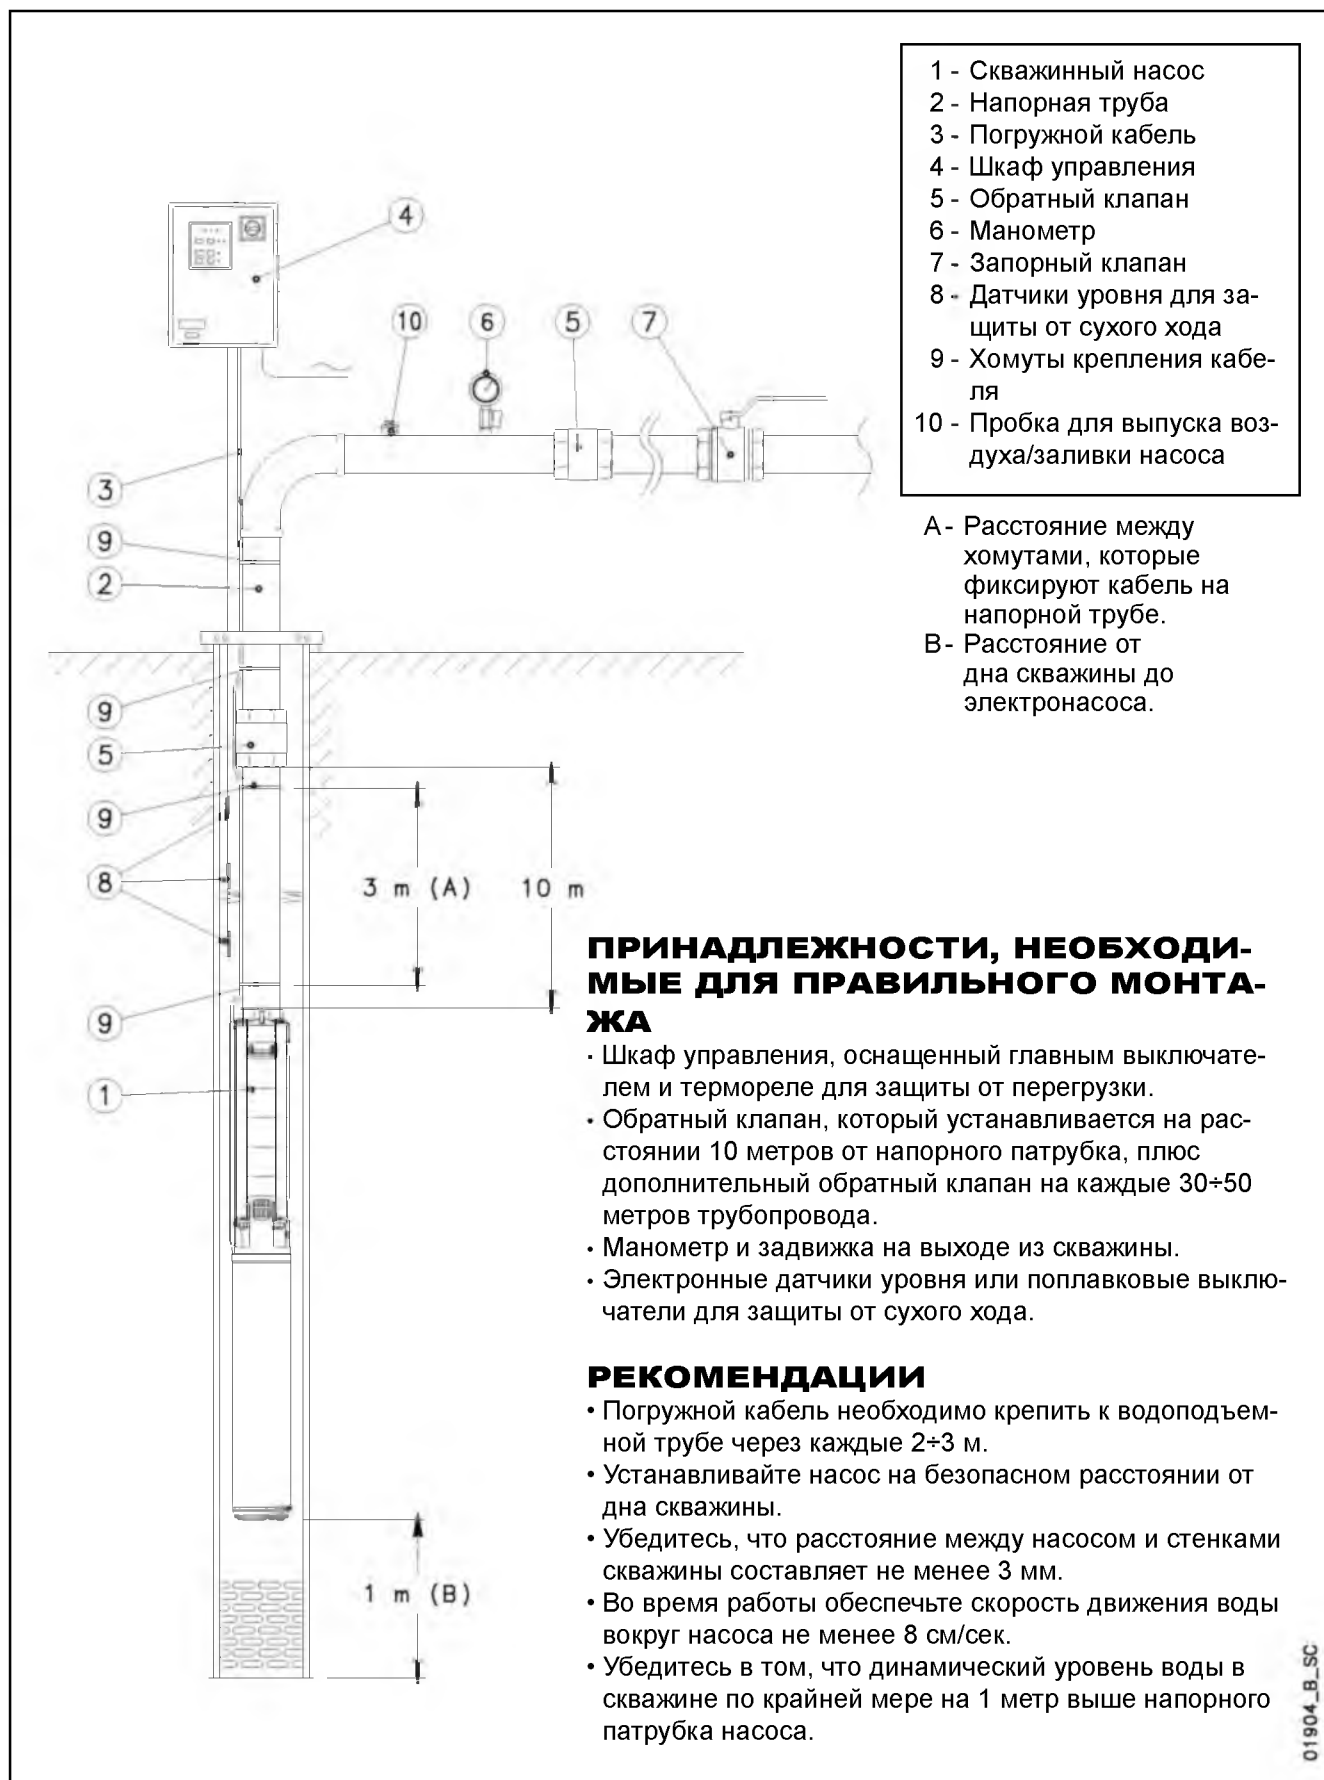 1 - Скважинный насос
2 - Напорная труба
3 - Погружной кабель
4 - Шкаф управления
5 - Обратный клапан
6 - Манометр
7 - Запорный клапан
8 - Датчики уровня для за-
щиты от сухого хода
9 - Хомуты крепления кабе-
ля
10 - Пробка для выпуска воз-
духа/заливки насоса
A - Расстояние между
хомутами, которые
фиксируют кабель на
напорной трубе.
B - Расстояние от
дна скважины до
электронасоса.
4
10
6
5
7
3
9
2
9
5
9
8
3 m (A)
10 m
9
1
1 m (B)
ПРИНАДЛЕЖНОСТИ, НЕОБХОДИ-
МЫЕ ДЛЯ ПРАВИЛЬНОГО МОНТА-
ЖА
· Шкаф управления, оснащенный главным выключате-
лем и термореле для защиты от перегрузки.
· Обратный клапан, который устанавливается на рас-
стоянии 10 метров от напорного патрубка, плюс
дополнительный обратный клапан на каждые 30÷50
метров трубопровода.
· Манометр и задвижка на выходе из скважины.
· Электронные датчики уровня или поплавковые выклю-
чатели для защиты от сухого хода.
РЕКОМЕНДАЦИИ
• Погружной кабель необходимо крепить к водоподъем-
ной трубе через каждые 2÷3 м.
• Устанавливайте насос на безопасном расстоянии от
дна скважины.
• Убедитесь, что расстояние между насосом и стенками
скважины составляет не менее 3 мм.
• Во время работы обеспечьте скорость движения воды
вокруг насоса не менее 8 см/сек.
• Убедитесь в том, что динамический уровень воды в
скважине по крайней мере на 1 метр выше напорного
патрубка насоса.
01904_B_SC